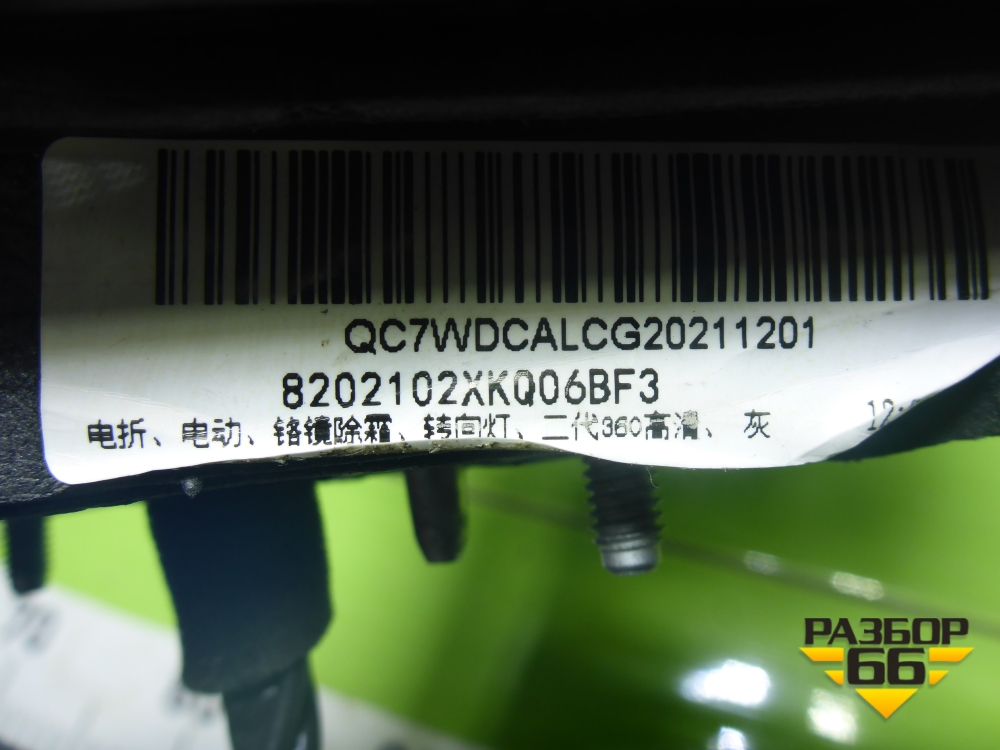 QC7WDCALCG20211201
8202102XKQ06BF3
电折、电动、铬镜除霜、转向灯、二代360高清、灰
РАЗБОР
66